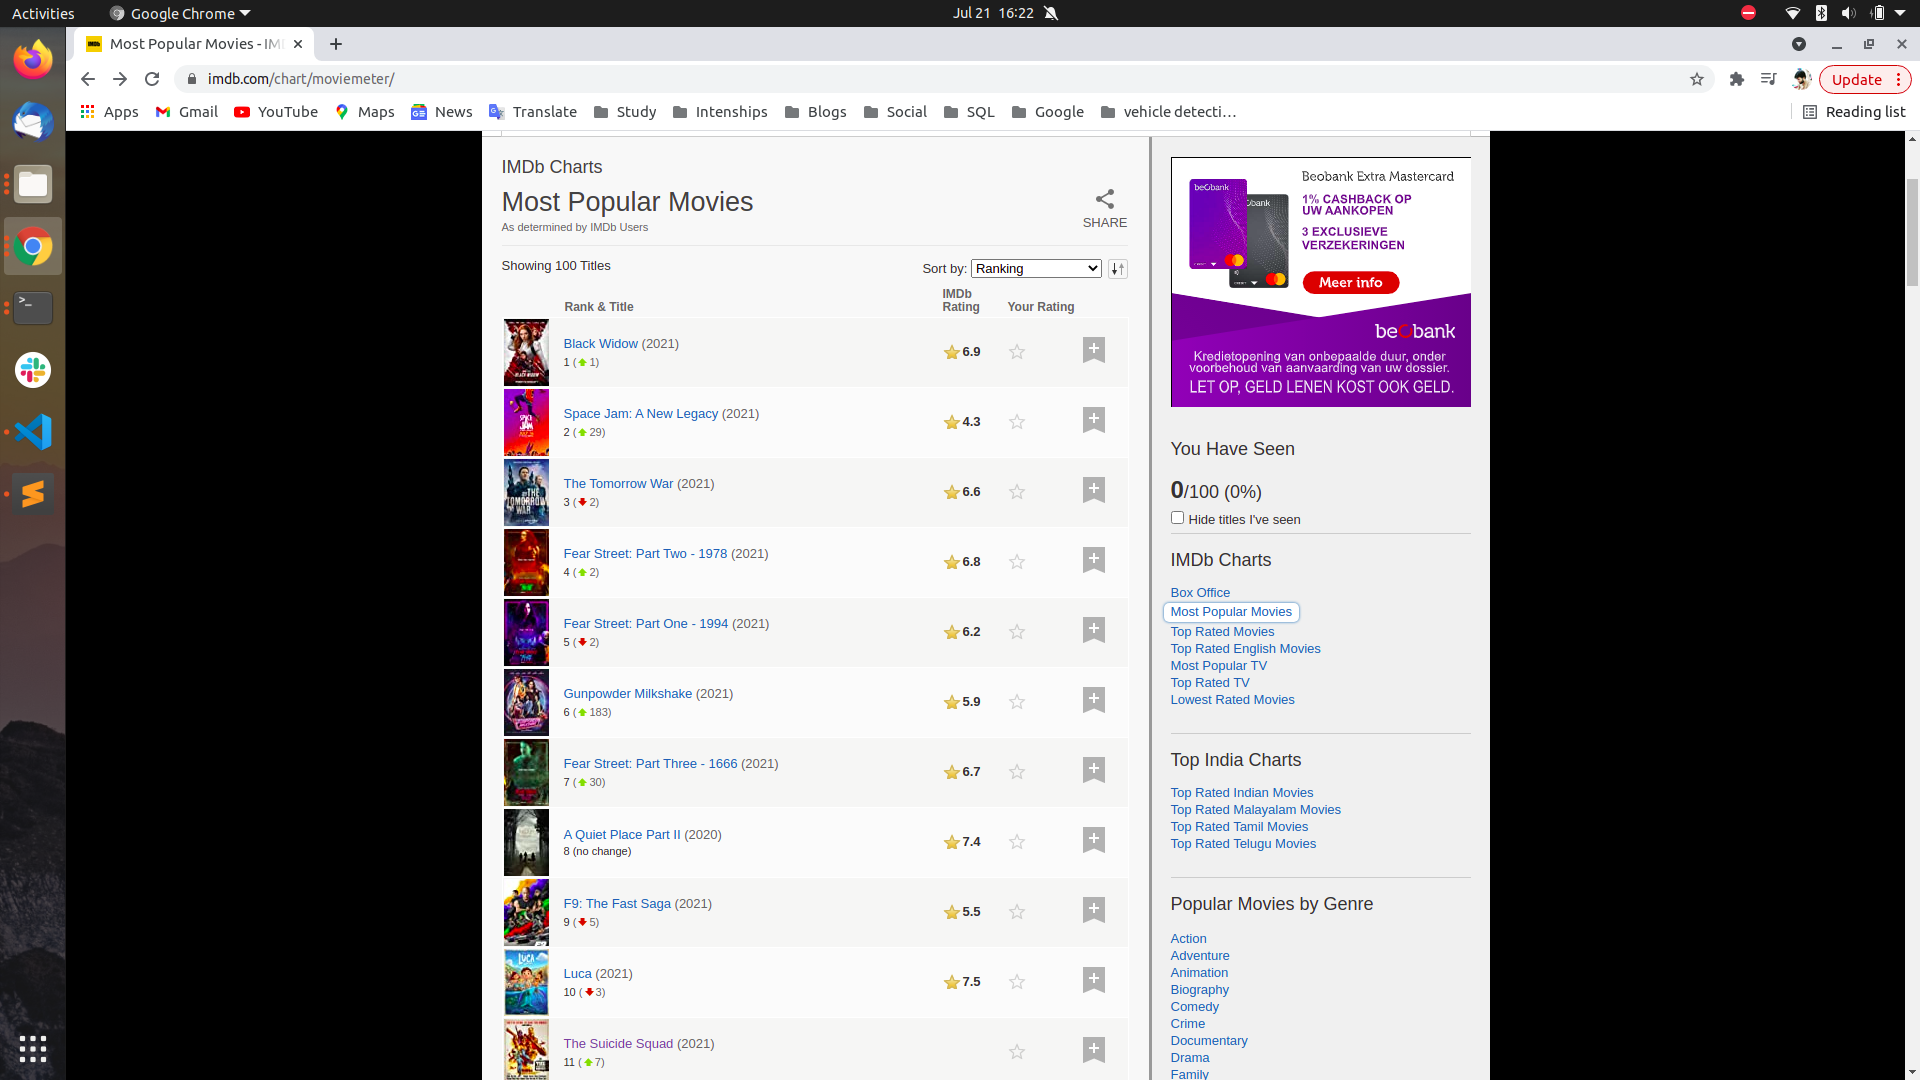 Activities
Google Chrome
Jul 21 16:22
Most Popular Movies - IM
imdb.com/chart/moviemeter/
Update
Apps
Gmail
YouTube
Maps
News
Translate
Study
Intenships
Blogs
Social
SQL
Google
vehicle detecti…
Reading list
IMDb Charts
Most Popular Movies
As determined by IMDb Users
SHARE
Showing 100 Titles
Sort by: Ranking
Rank & Title
IMDb
Rating
Your Rating
Black Widow (2021)
1 ( 1)
6.9
Space Jam: A New Legacy (2021)
2 ( 29)
4.3
The Tomorrow War (2021)
3 ( 2)
6.6
Fear Street: Part Two - 1978 (2021)
4 ( 2)
6.8
Fear Street: Part One - 1994 (2021)
5 ( 2)
6.2
Gunpowder Milkshake (2021)
6 ( 183)
5.9
Fear Street: Part Three - 1666 (2021)
7 ( 30)
6.7
A Quiet Place Part II (2020)
8 (no change)
7.4
F9: The Fast Saga (2021)
9 ( 5)
5.5
Luca (2021)
10 ( 3)
7.5
The Suicide Squad (2021)
11 ( 7)
Beobank Extra Mastercard
1% CASHBACK OP
UW AANKOPEN
3 EXCLUSIEVE
VERZEKERINGEN
Meer info
beobank
Kredietopening van onbepaalde duur, onder
voorbehoud van aanvaarding van uw dossier.
LET OP, GELD LENEN KOST OOK GELD.
You Have Seen
0/100 (0%)
Hide titles I've seen
IMDb Charts
Box Office
Most Popular Movies
Top Rated Movies
Top Rated English Movies
Most Popular TV
Top Rated TV
Lowest Rated Movies
Top India Charts
Top Rated Indian Movies
Top Rated Malayalam Movies
Top Rated Tamil Movies
Top Rated Telugu Movies
Popular Movies by Genre
Action
Adventure
Animation
Biography
Comedy
Crime
Documentary
Drama
Family